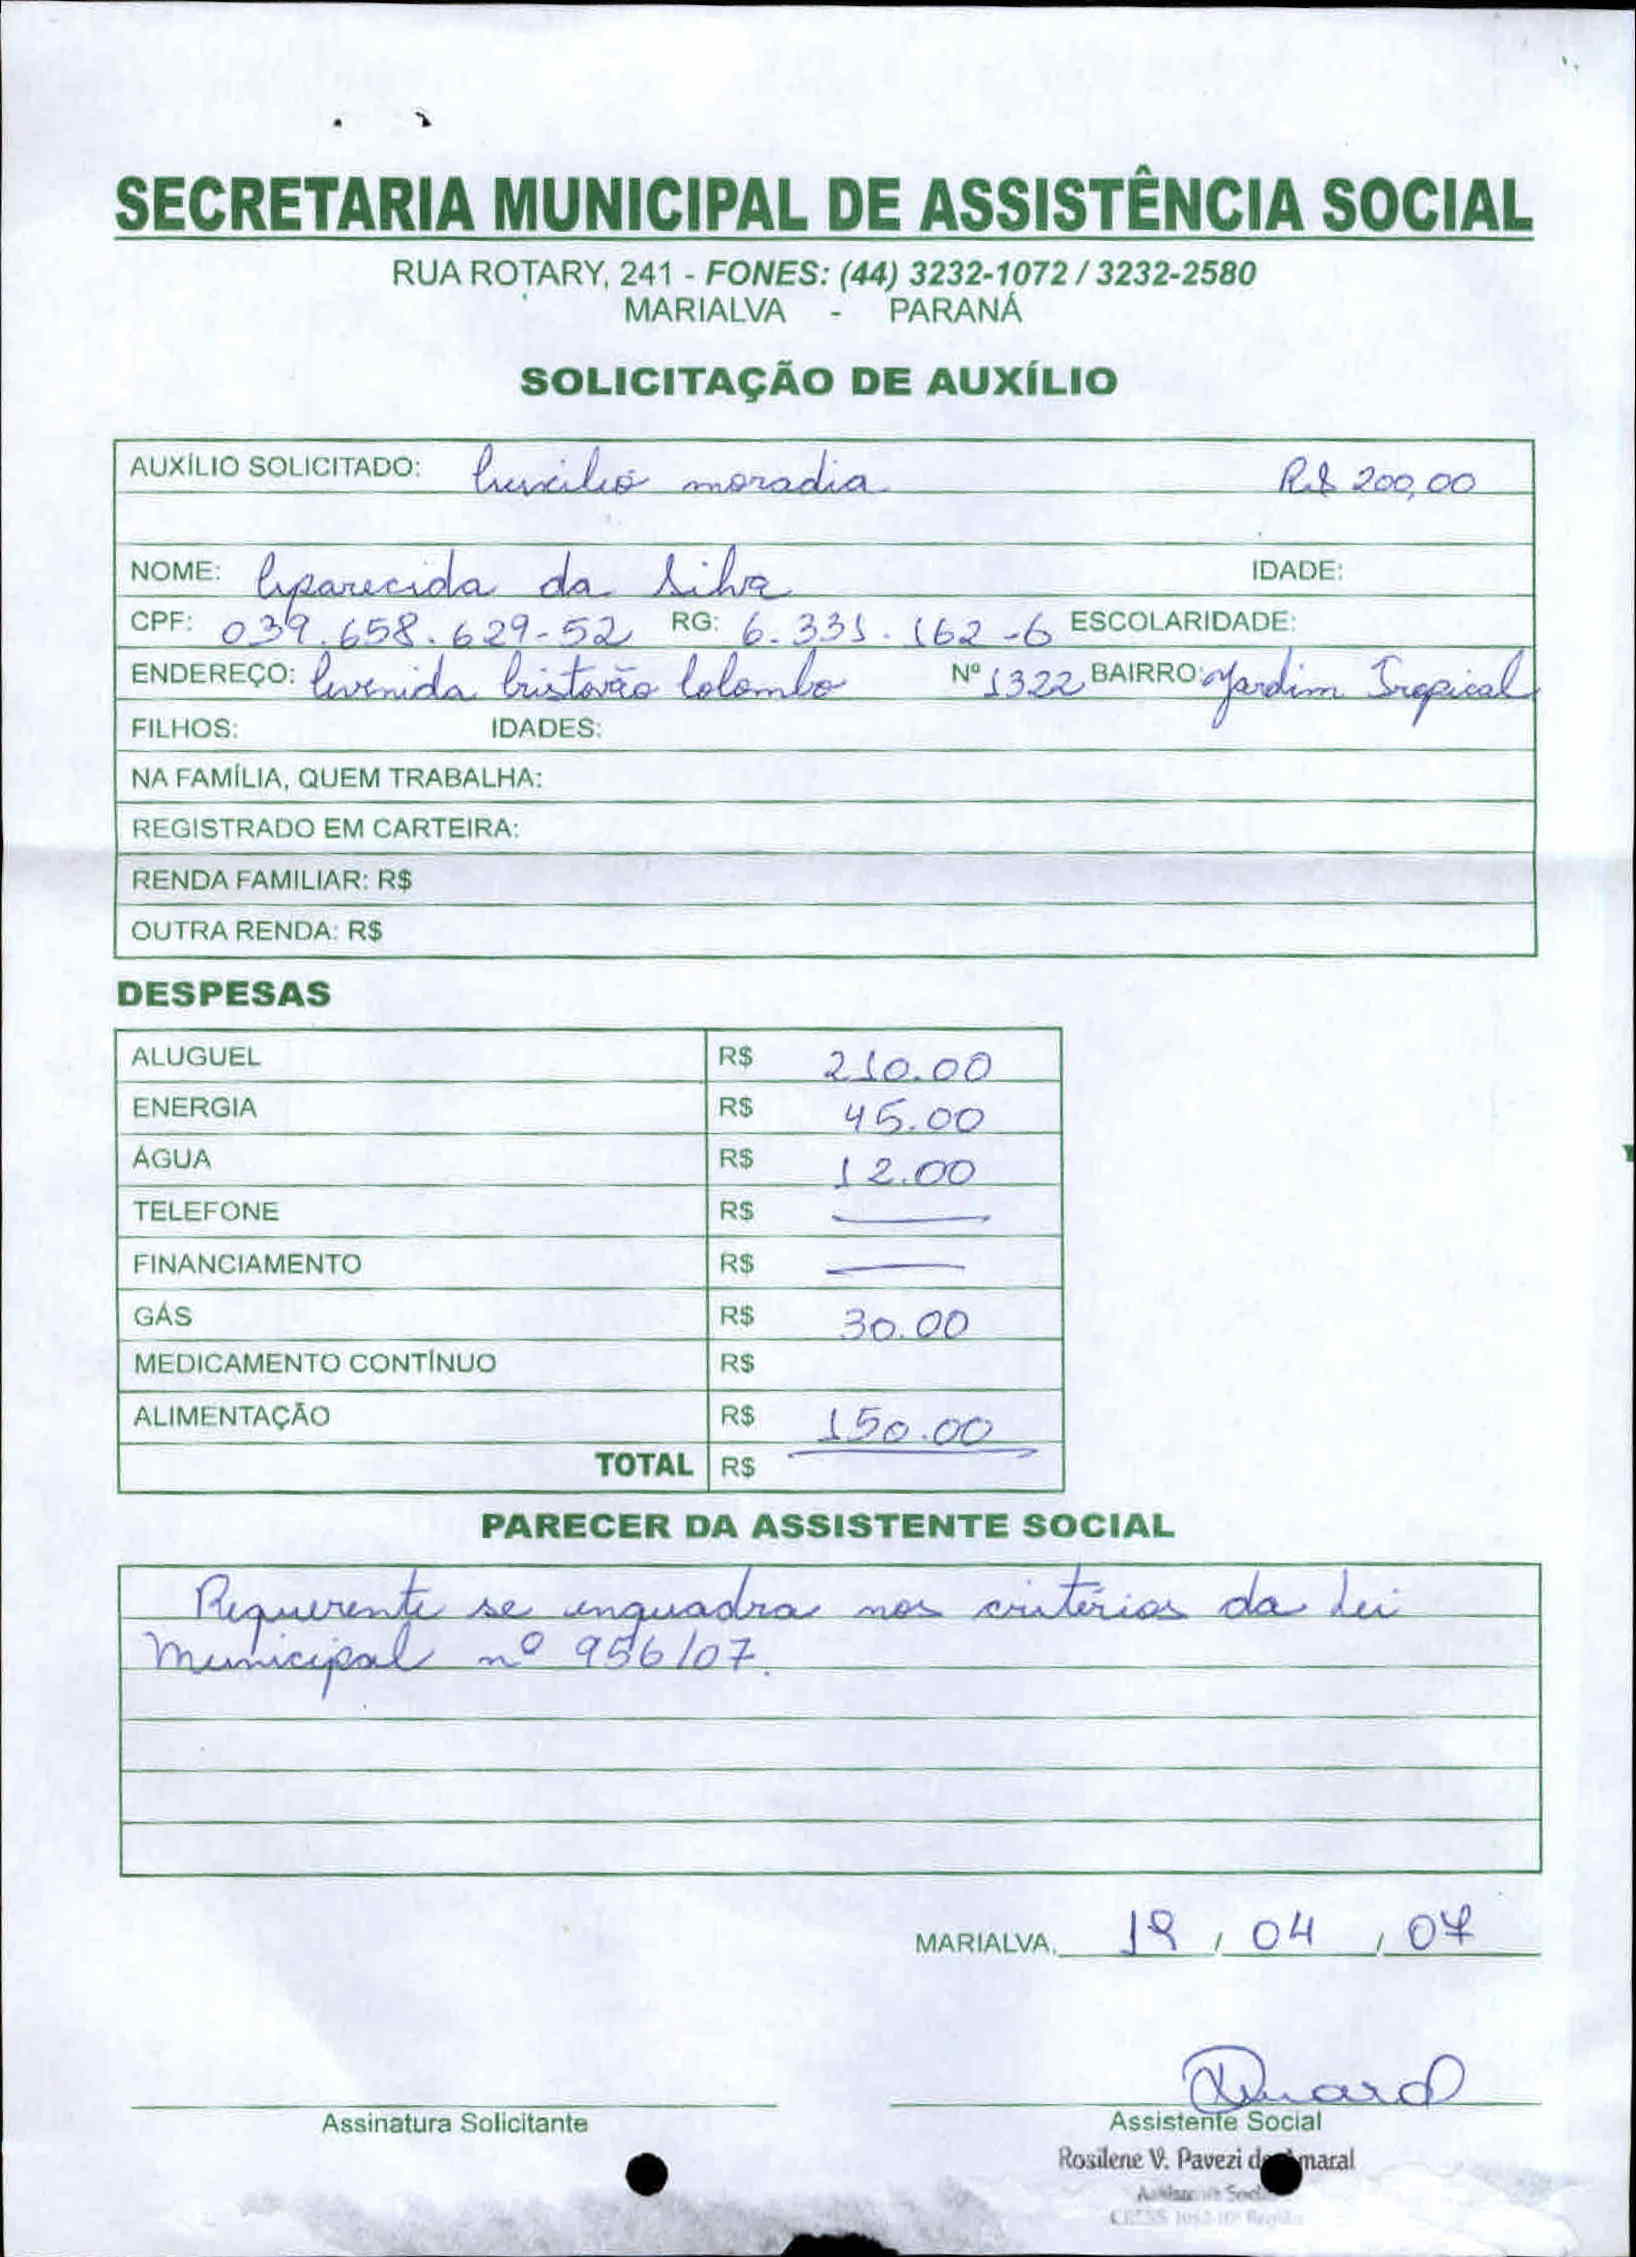 SECRETARIA MUNICIPAL DE ASSISTÊNCIA SOCIAL
RUA ROTARY, 241 - FONES: (44) 3232-1072 / 3232-2580
MARIALVA - PARANÁ
SOLICITAÇÃO DE AUXÍLIO
AUXÍLIO SOLICITADO: Auxílio moradia R$ 200,00
NOME: Aparecida da Silva IDADE:
CPF: 039.658.629-52 RG: 6.331.162-6 ESCOLARIDADE:
ENDEREÇO: Avenida Cristovão Colombo Nº 1322 BAIRRO: Jardim Tropical
FILHOS: IDADES:
NA FAMÍLIA, QUEM TRABALHA:
REGISTRADO EM CARTEIRA:
RENDA FAMILIAR: R$
OUTRA RENDA: R$
DESPESAS
ALUGUEL R$ 210.00
ENERGIA R$ 45.00
ÁGUA R$ 12.00
TELEFONE R$ —
FINANCIAMENTO R$ —
GÁS R$ 30.00
MEDICAMENTO CONTÍNUO R$
ALIMENTAÇÃO R$ 150.00
TOTAL R$
PARECER DA ASSISTENTE SOCIAL
Requerente se enquadra nos critérios da Lei
Municipal nº 956/07.
MARIALVA, 19 / 04 / 07
Assinatura Solicitante
Assistente Social
Rosilene V. Pavezi do Amaral